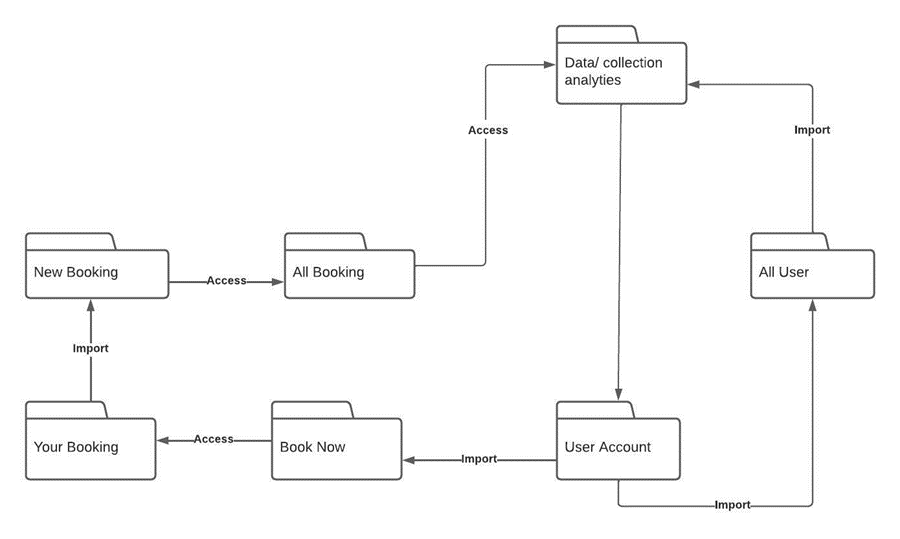 Data/ collection
analyties
Access
Import
New Booking
Access
All Booking
All User
Import
Your Booking
Access
Book Now
Import
User Account
Import